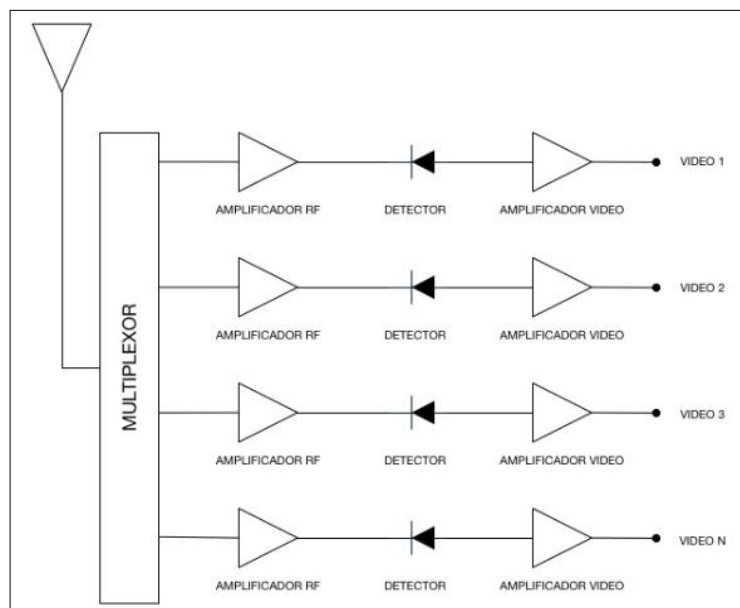 VIDEO 1
AMPLIFICADOR RF DETECTOR AMPLIFICADOR VIDEO
VIDEO 2
AMPLIFICADOR RF DETECTOR AMPLIFICADOR VIDEO
MULTIPLEXOR
VIDEO 3
AMPLIFICADOR RF DETECTOR AMPLIFICADOR VIDEO
VIDEO N
AMPLIFICADOR RF DETECTOR AMPLIFICADOR VIDEO